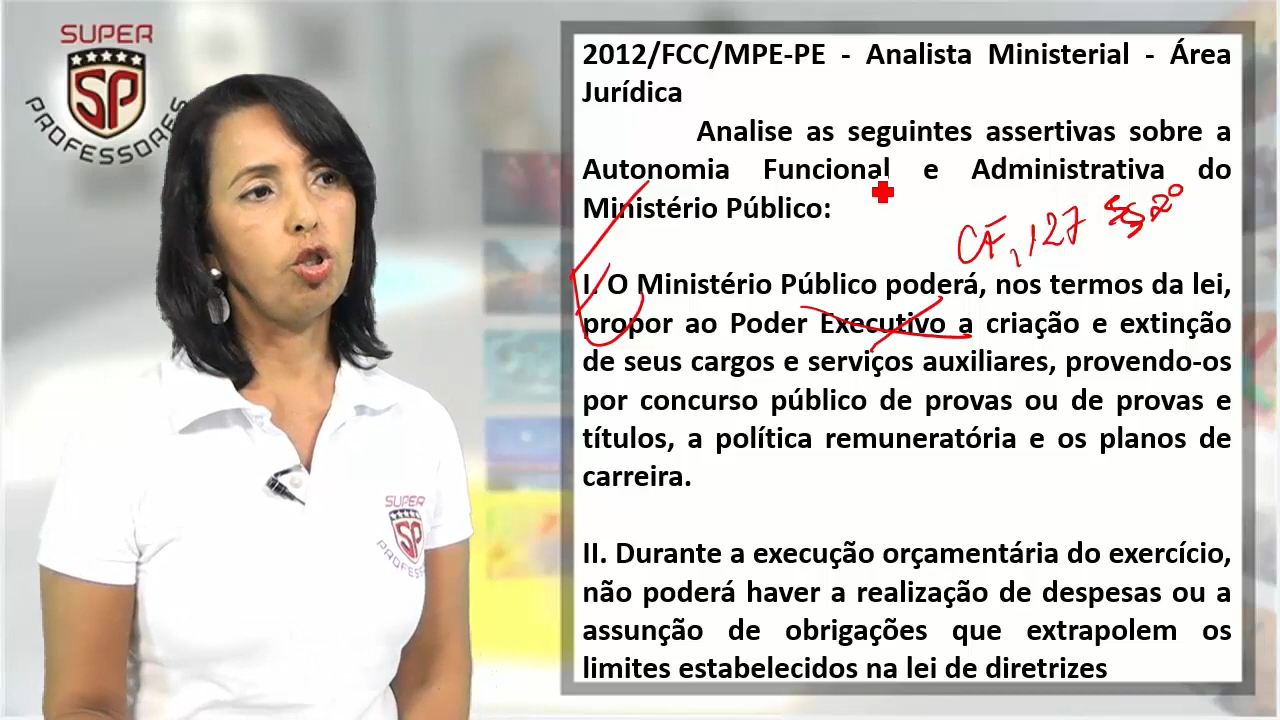 SUPER
SP
PROFESSORES
SUPER
SP
PROFESSORES
2012/FCC/MPE-PE - Analista Ministerial - Área
Jurídica
Analise as seguintes assertivas sobre a
Autonomia Funcional e Administrativa do
Ministério Público:
CF, 127 § 2º
I. O Ministério Público poderá, nos termos da lei,
propor ao Poder Executivo a criação e extinção
de seus cargos e serviços auxiliares, provendo-os
por concurso público de provas ou de provas e
títulos, a política remuneratória e os planos de
carreira.
II. Durante a execução orçamentária do exercício,
não poderá haver a realização de despesas ou a
assunção de obrigações que extrapolem os
limites estabelecidos na lei de diretrizes